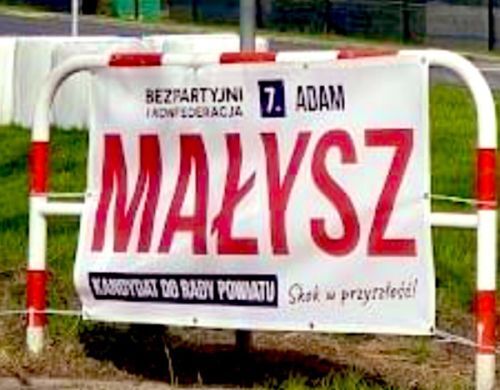 BEZPARTYJNI 7. ADAM
I KONFEDERACJA
MAŁYSZ
KANDYDAT DO RADY POWIATU Skok w przyszłość!